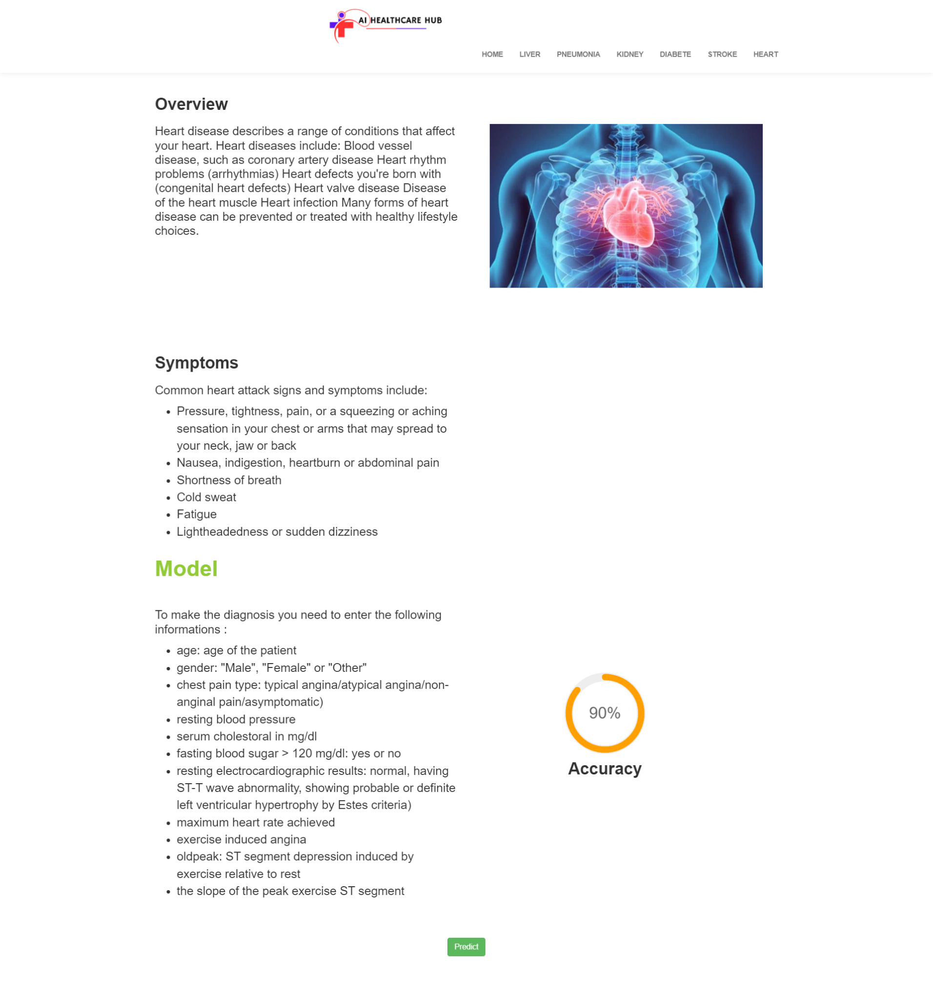 AI HEALTHCARE HUB
HOME LIVER PNEUMONIA KIDNEY DIABETE STROKE HEART
Overview
Heart disease describes a range of conditions that affect
your heart. Heart diseases include: Blood vessel
disease, such as coronary artery disease Heart rhythm
problems (arrhythmias) Heart defects you're born with
(congenital heart defects) Heart valve disease Disease
of the heart muscle Heart infection Many forms of heart
disease can be prevented or treated with healthy lifestyle
choices.
Symptoms
Common heart attack signs and symptoms include:
• Pressure, tightness, pain, or a squeezing or aching
sensation in your chest or arms that may spread to
your neck, jaw or back
• Nausea, indigestion, heartburn or abdominal pain
• Shortness of breath
• Cold sweat
• Fatigue
• Lightheadedness or sudden dizziness
Model
To make the diagnosis you need to enter the following
informations :
• age: age of the patient
• gender: "Male", "Female" or "Other"
• chest pain type: typical angina/atypical angina/non-
anginal pain/asymptomatic)
• resting blood pressure
• serum cholestoral in mg/dl
• fasting blood sugar > 120 mg/dl: yes or no
• resting electrocardiographic results: normal, having
ST-T wave abnormality, showing probable or definite
left ventricular hypertrophy by Estes criteria)
• maximum heart rate achieved
• exercise induced angina
• oldpeak: ST segment depression induced by
exercise relative to rest
• the slope of the peak exercise ST segment
90%
Accuracy
Predict